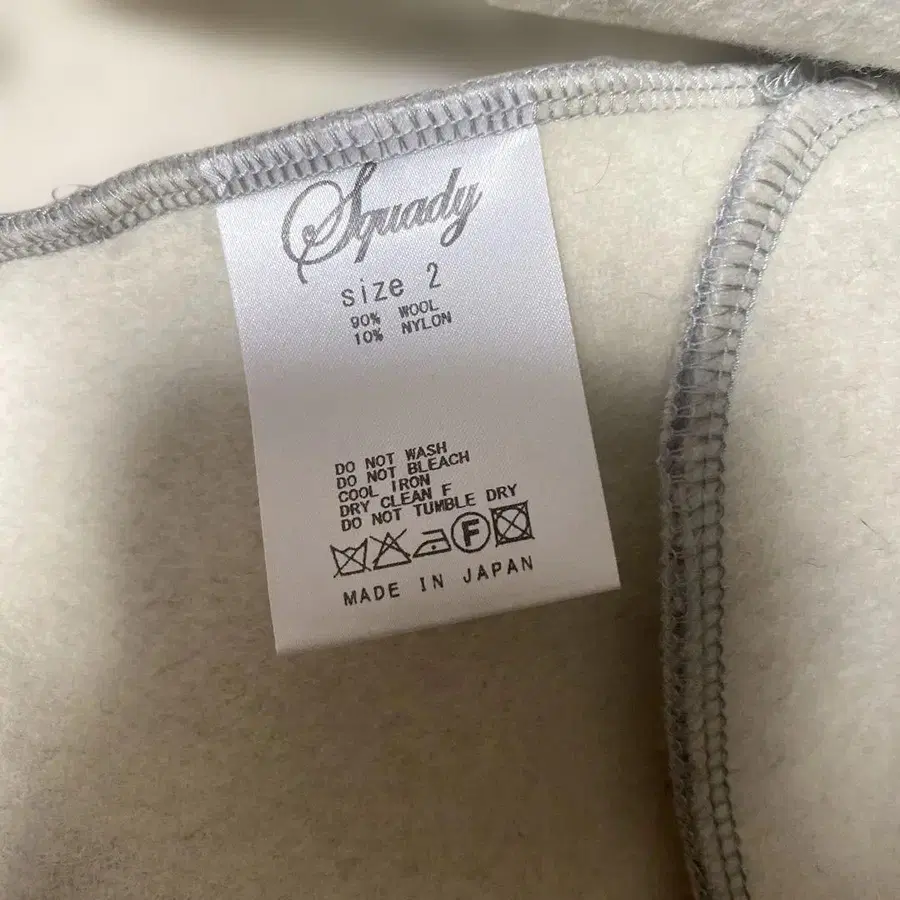 Squady
size 2
90% WOOL
10% NYLON
DO NOT WASH
DO NOT BLEACH
COOL IRON
DRY CLEAN F
DO NOT TUMBLE DRY
F
MADE IN JAPAN